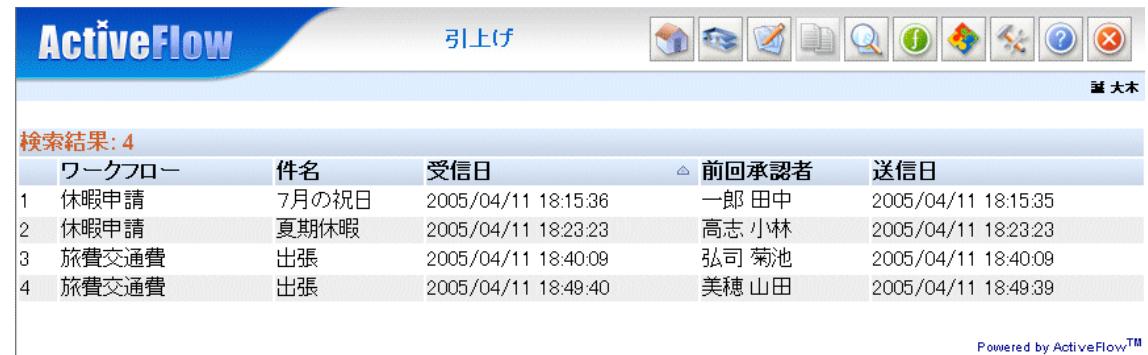 ActiveFlow 引上げ
大木
検索結果: 4
ワークフロー 件名 受信日 前回承認者 送信日
1 休暇申請 7月の祝日 2005/04/11 18:15:36 一郎 田中 2005/04/11 18:15:35
2 休暇申請 夏期休暇 2005/04/11 18:23:23 高志 小林 2005/04/11 18:23:23
3 旅費交通費 出張 2005/04/11 18:40:09 弘司 菊池 2005/04/11 18:40:09
4 旅費交通費 出張 2005/04/11 18:49:40 美穂 山田 2005/04/11 18:49:39
Powered by ActiveFlow™